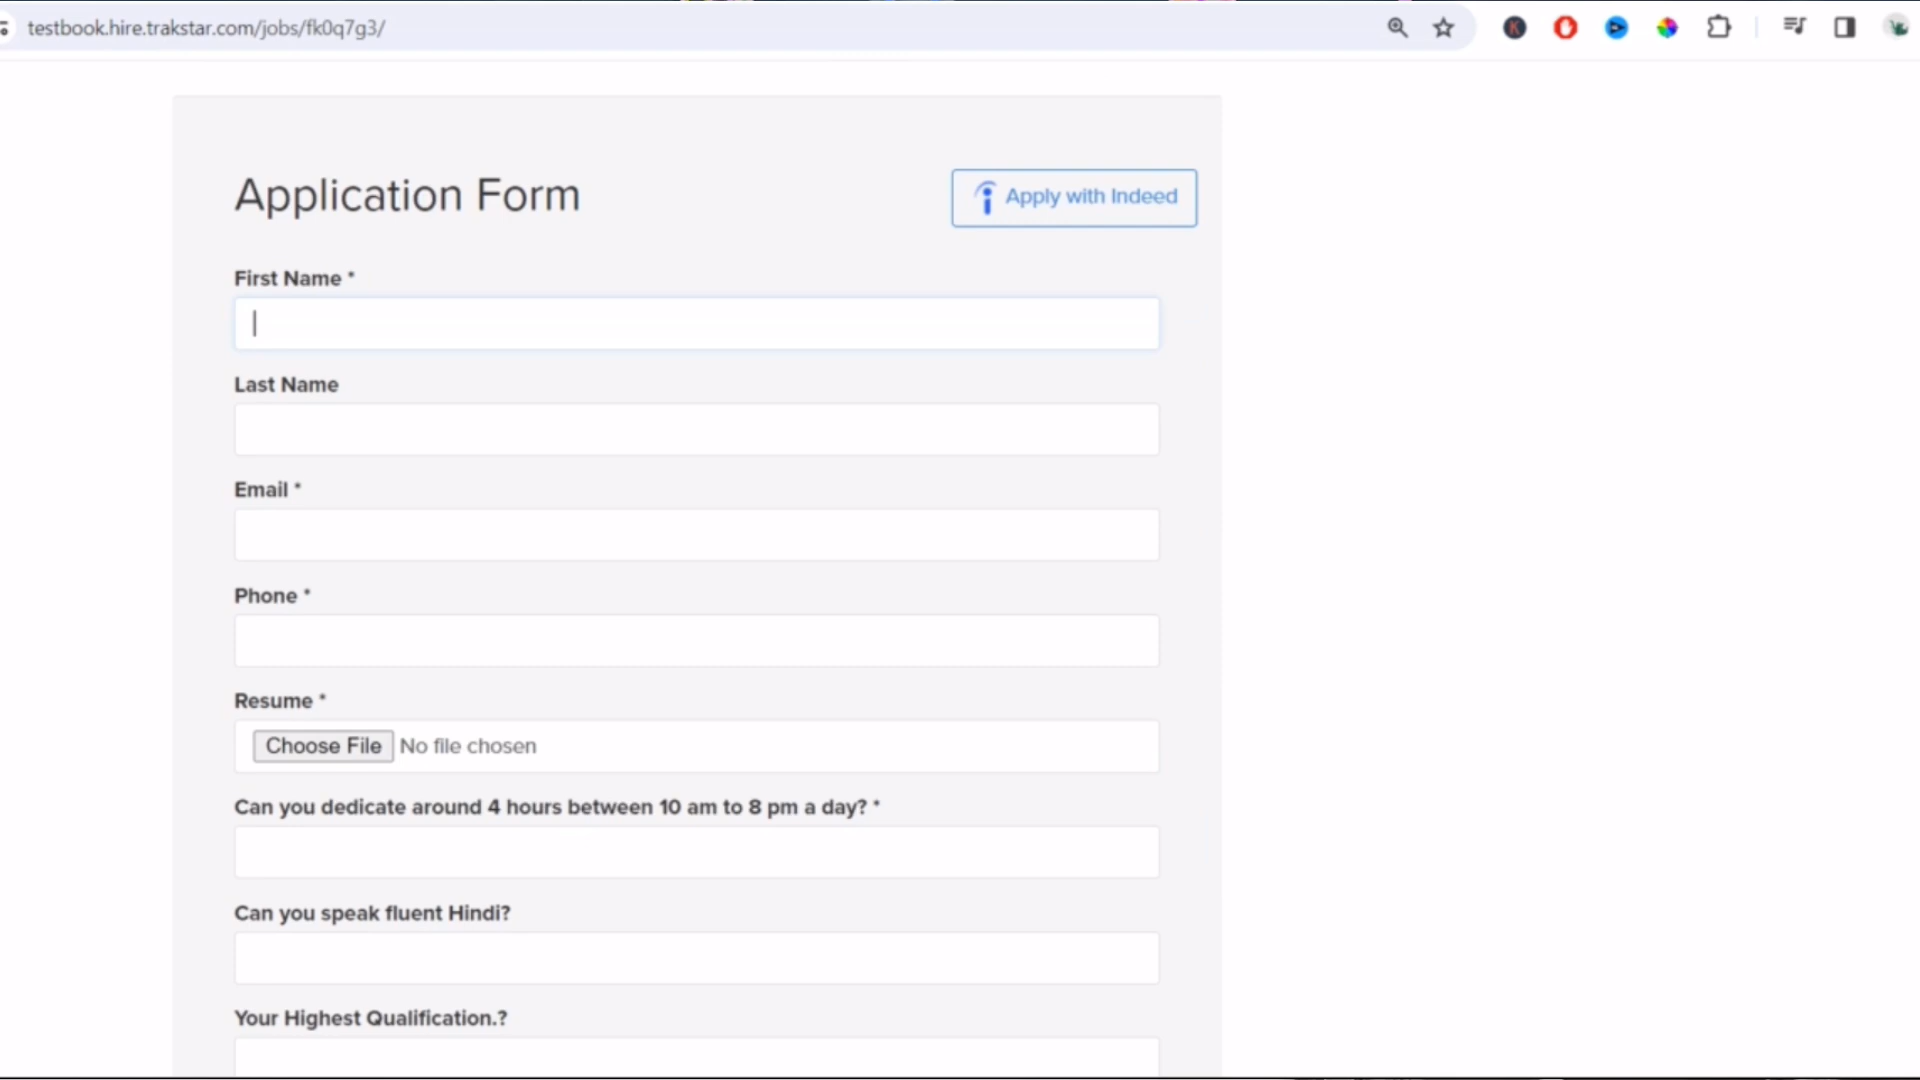 testbook.hire.trakstar.com/jobs/fk0q7g3/
Application Form
Apply with Indeed
First Name *
Last Name
Email *
Phone *
Resume *
Choose File No file chosen
Can you dedicate around 4 hours between 10 am to 8 pm a day? *
Can you speak fluent Hindi?
Your Highest Qualification.?